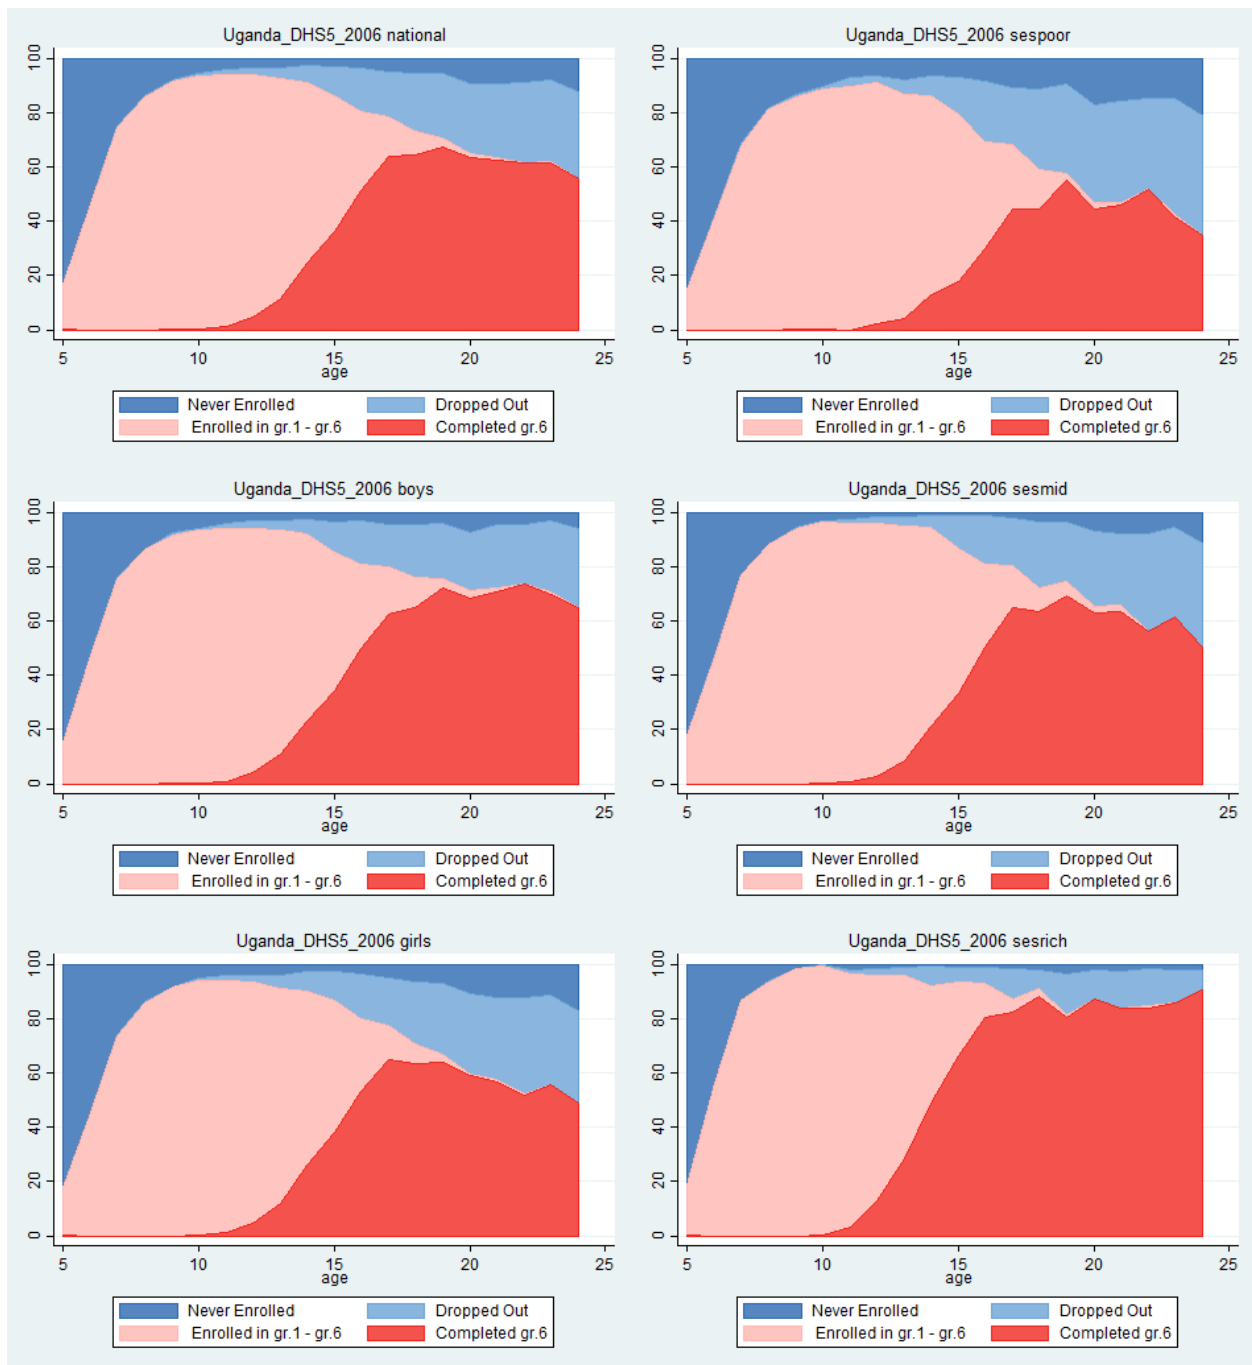 Uganda_DHS5_2006 national
100
80
60
40
20
0
5 10 15 20 25
age
Never Enrolled Dropped Out
Enrolled in gr.1 - gr.6 Completed gr.6
Uganda_DHS5_2006 sespoor
100
80
60
40
20
0
5 10 15 20 25
age
Never Enrolled Dropped Out
Enrolled in gr.1 - gr.6 Completed gr.6
Uganda_DHS5_2006 boys
100
80
60
40
20
0
5 10 15 20 25
age
Never Enrolled Dropped Out
Enrolled in gr.1 - gr.6 Completed gr.6
Uganda_DHS5_2006 sesmid
100
80
60
40
20
0
5 10 15 20 25
age
Never Enrolled Dropped Out
Enrolled in gr.1 - gr.6 Completed gr.6
Uganda_DHS5_2006 girls
100
80
60
40
20
0
5 10 15 20 25
age
Never Enrolled Dropped Out
Enrolled in gr.1 - gr.6 Completed gr.6
Uganda_DHS5_2006 sesrich
100
80
60
40
20
0
5 10 15 20 25
age
Never Enrolled Dropped Out
Enrolled in gr.1 - gr.6 Completed gr.6